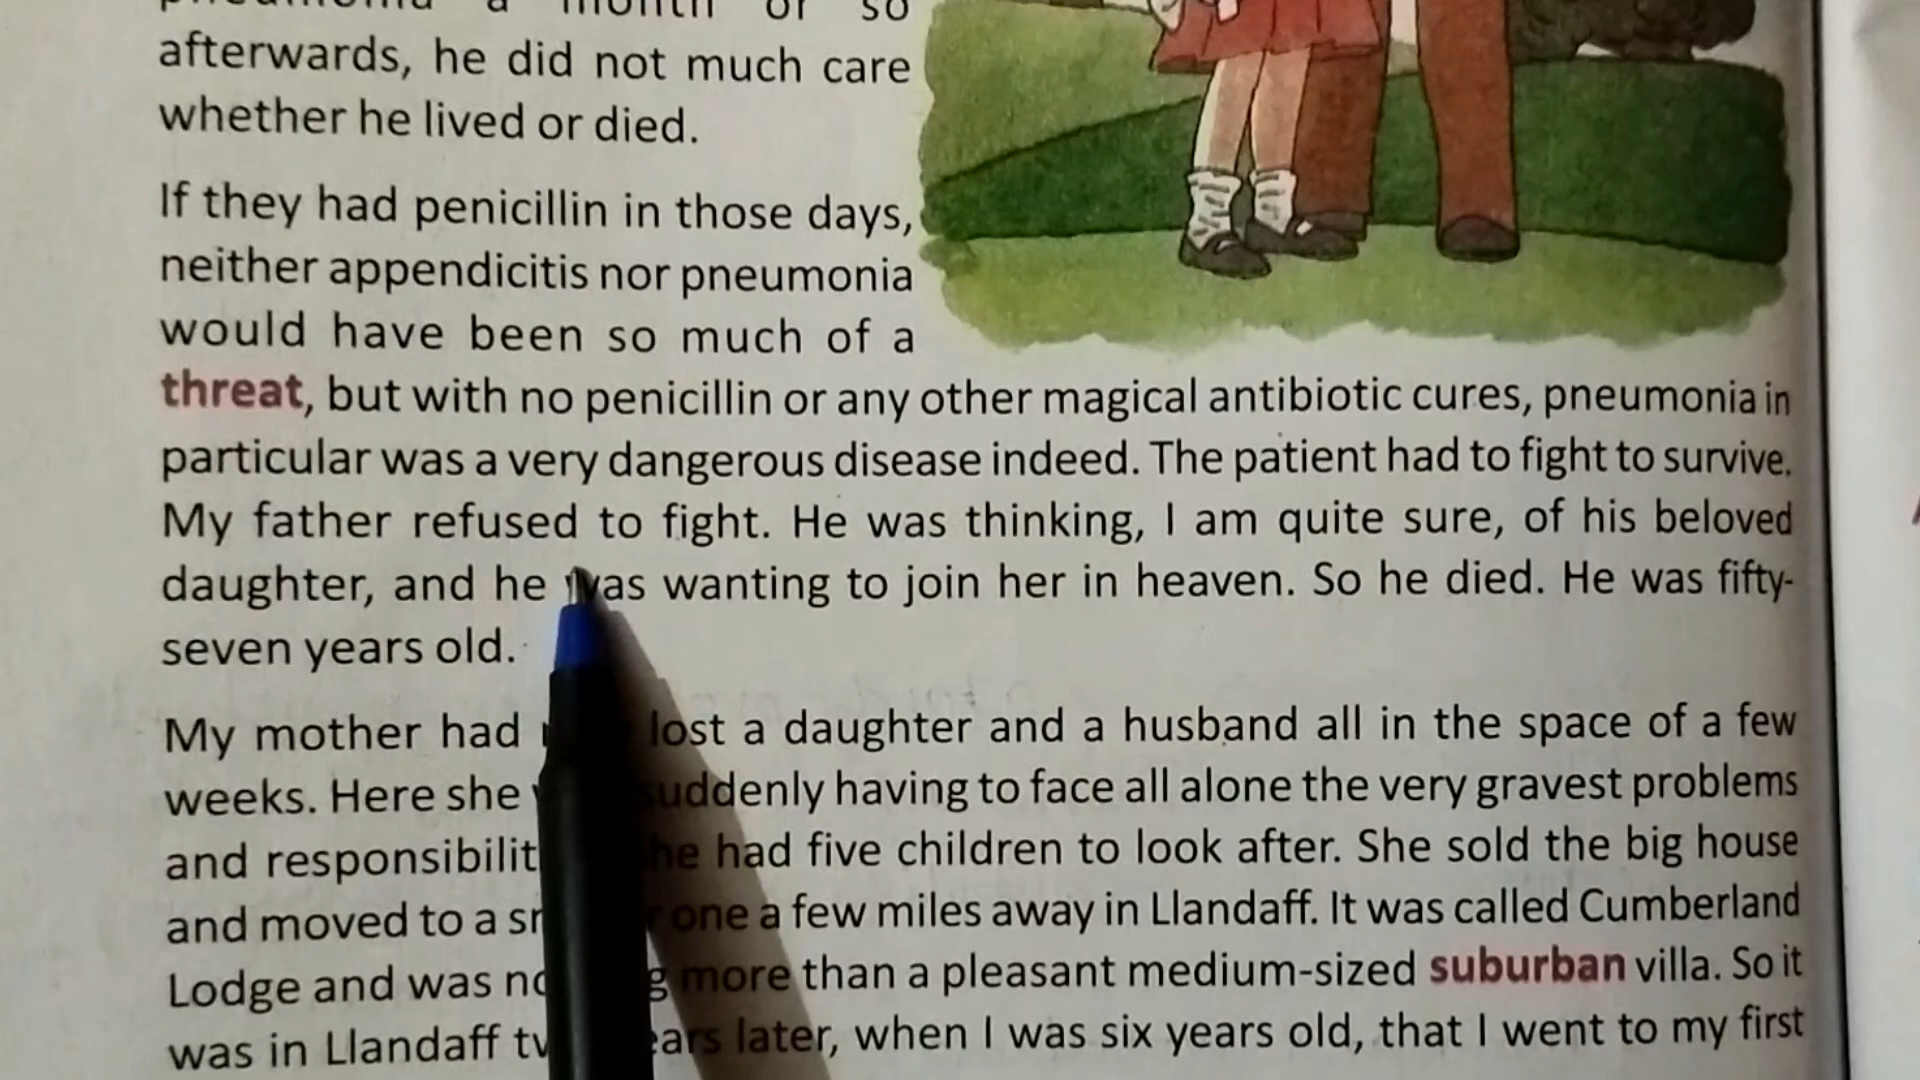 pneumonia a month or so
afterwards, he did not much care
whether he lived or died.
If they had penicillin in those days,
neither appendicitis nor pneumonia
would have been so much of a
threat, but with no penicillin or any other magical antibiotic cures, pneumonia in
particular was a very dangerous disease indeed. The patient had to fight to survive.
My father refused to fight. He was thinking, I am quite sure, of his beloved
daughter, and he was wanting to join her in heaven. So he died. He was fifty-
seven years old.
My mother had lost a daughter and a husband all in the space of a few
weeks. Here she suddenly having to face all alone the very gravest problems
and had five children to look after. She sold the big house
and moved to a one a few miles away in Llandaff. It was called Cumberland
Lodge and was more than a pleasant medium-sized suburban villa. So it
was in Llandaff later, when I was six years old, that I went to my first